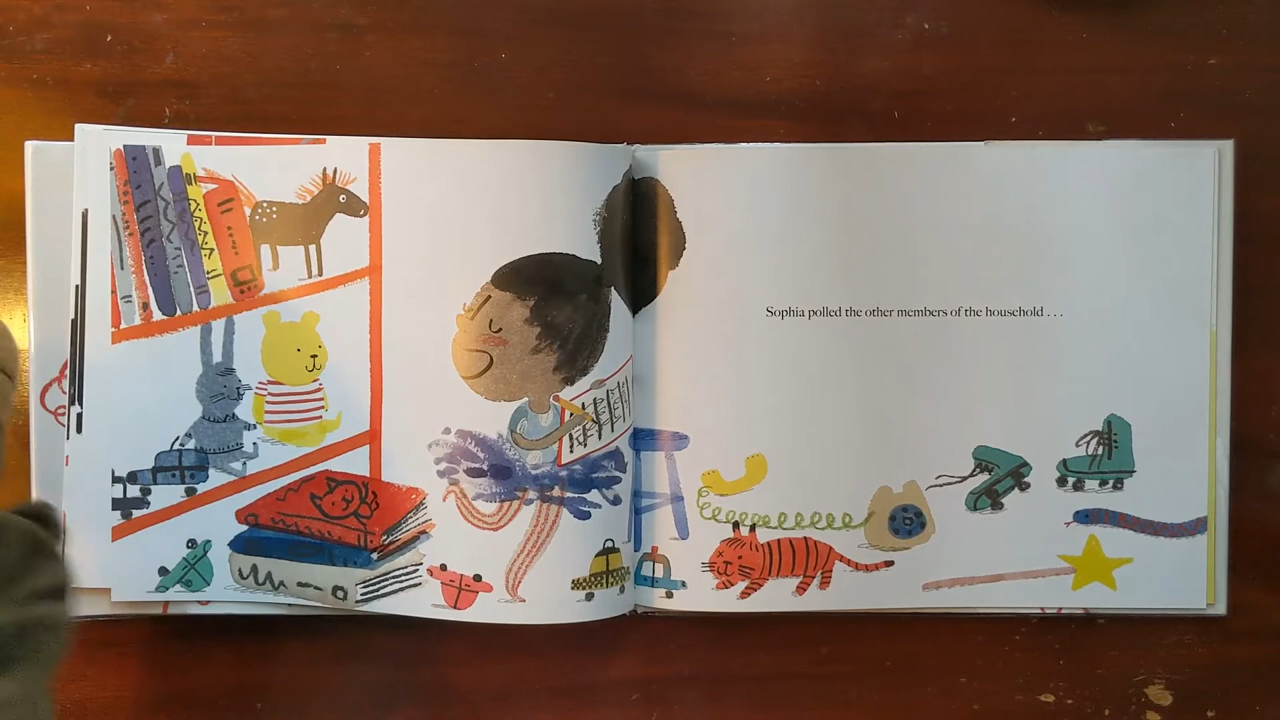 Sophia polled the other members of the household . . .